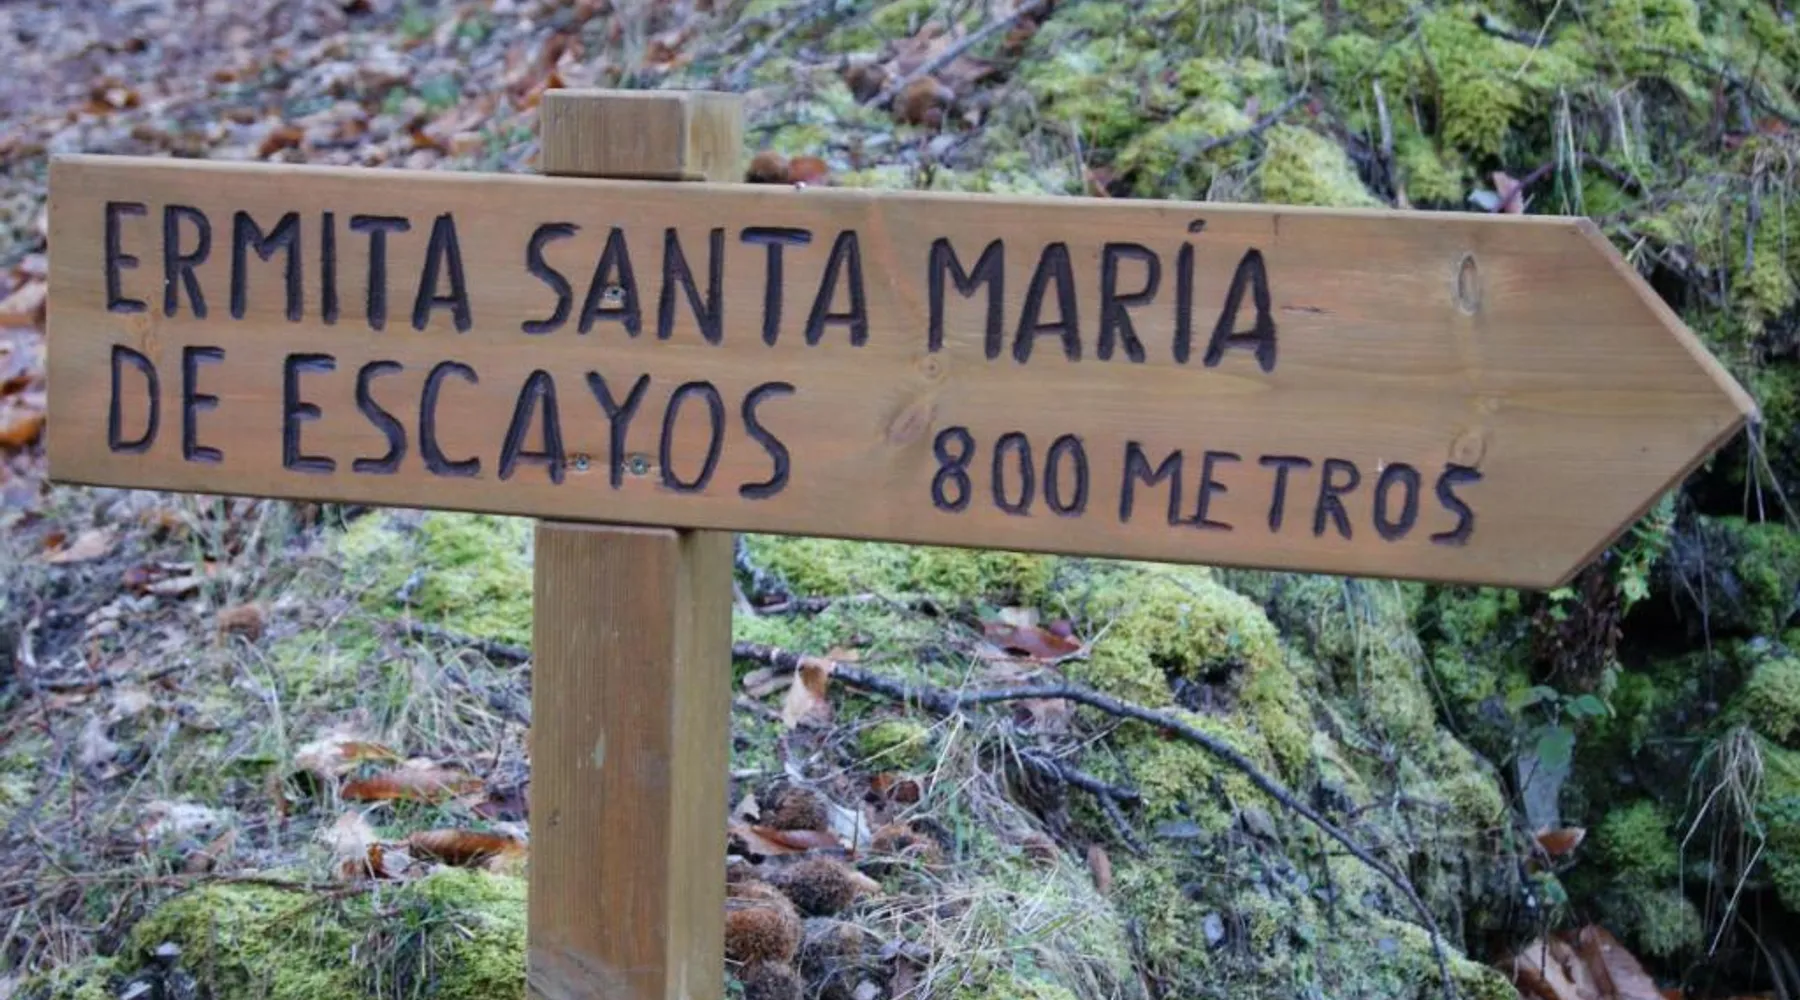 ERMITA SANTA MARÍA
DE ESCAYOS 800 METROS